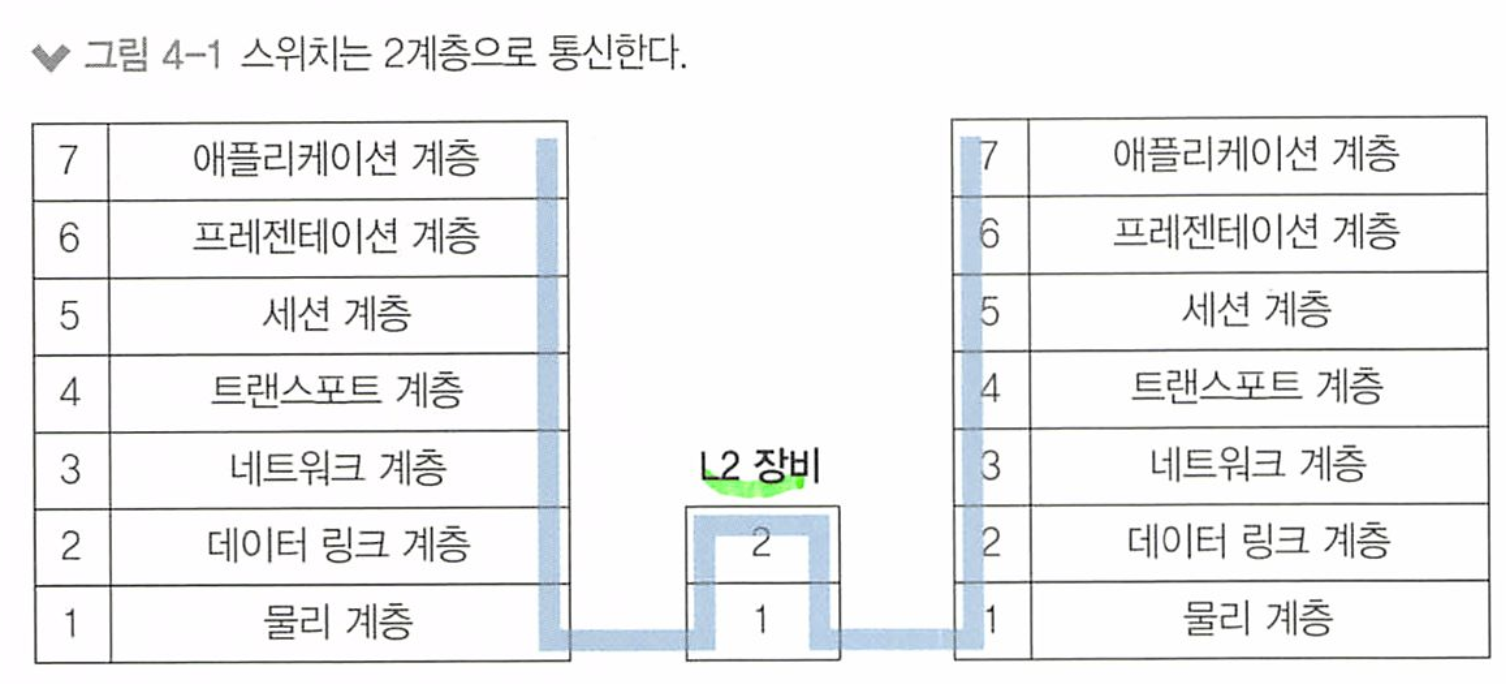 그림 4-1 스위치는 2계층으로 통신한다.
7 애플리케이션 계층
6 프레젠테이션 계층
5 세션 계층
4 트랜스포트 계층
3 네트워크 계층
2 데이터 링크 계층
1 물리 계층
L2 장비
2
1
7 애플리케이션 계층
6 프레젠테이션 계층
5 세션 계층
4 트랜스포트 계층
3 네트워크 계층
2 데이터 링크 계층
1 물리 계층